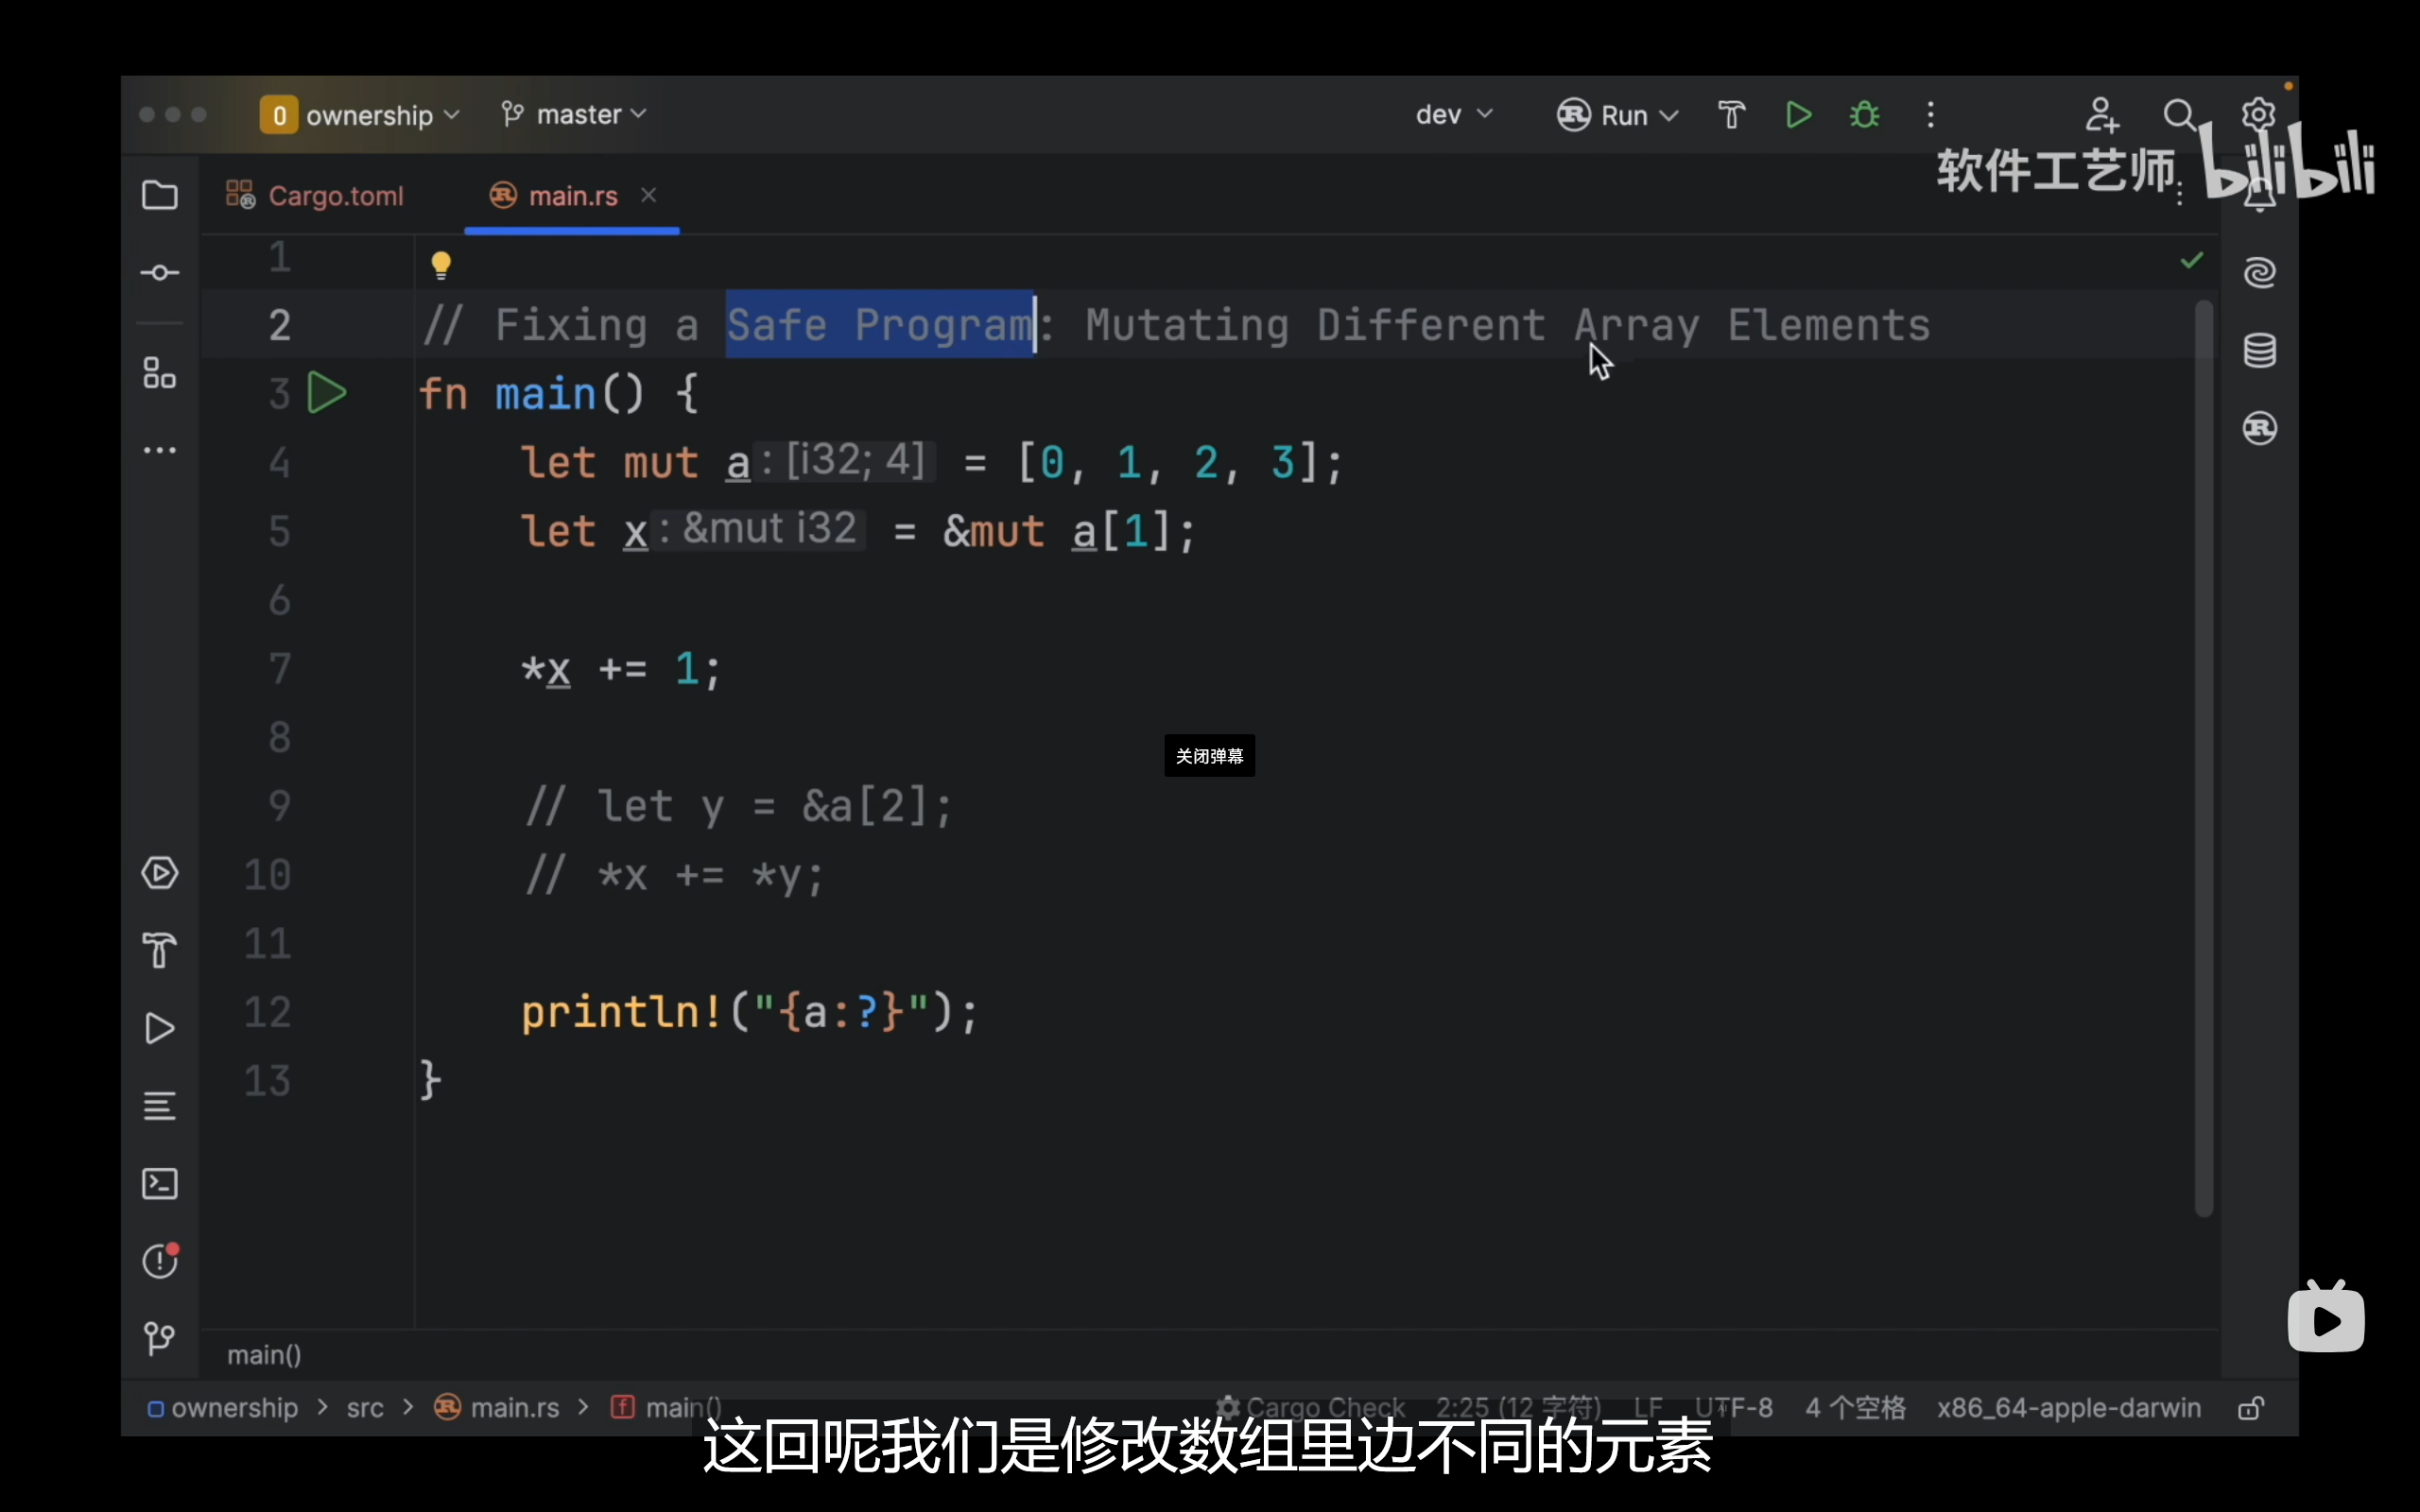 0 ownership master dev Run
软件工艺师 bilibili
Cargo.toml main.rs
1
2 // Fixing a Safe Program: Mutating Different Array Elements
3 fn main() {
4 let mut a: [i32; 4] = [0, 1, 2, 3];
5 let x: &mut i32 = &mut a[1];
6
7 *x += 1;
8
关闭弹幕
9 // let y = &a[2];
10 // *x += *y;
11
12 println!("{a:?}");
13 }
main()
ownership > src > main.rs > main() Cargo Check 2:25 (12 字符) LF UTF-8 4 个空格 x86_64-apple-darwin
这回呢我们是修改数组里边不同的元素